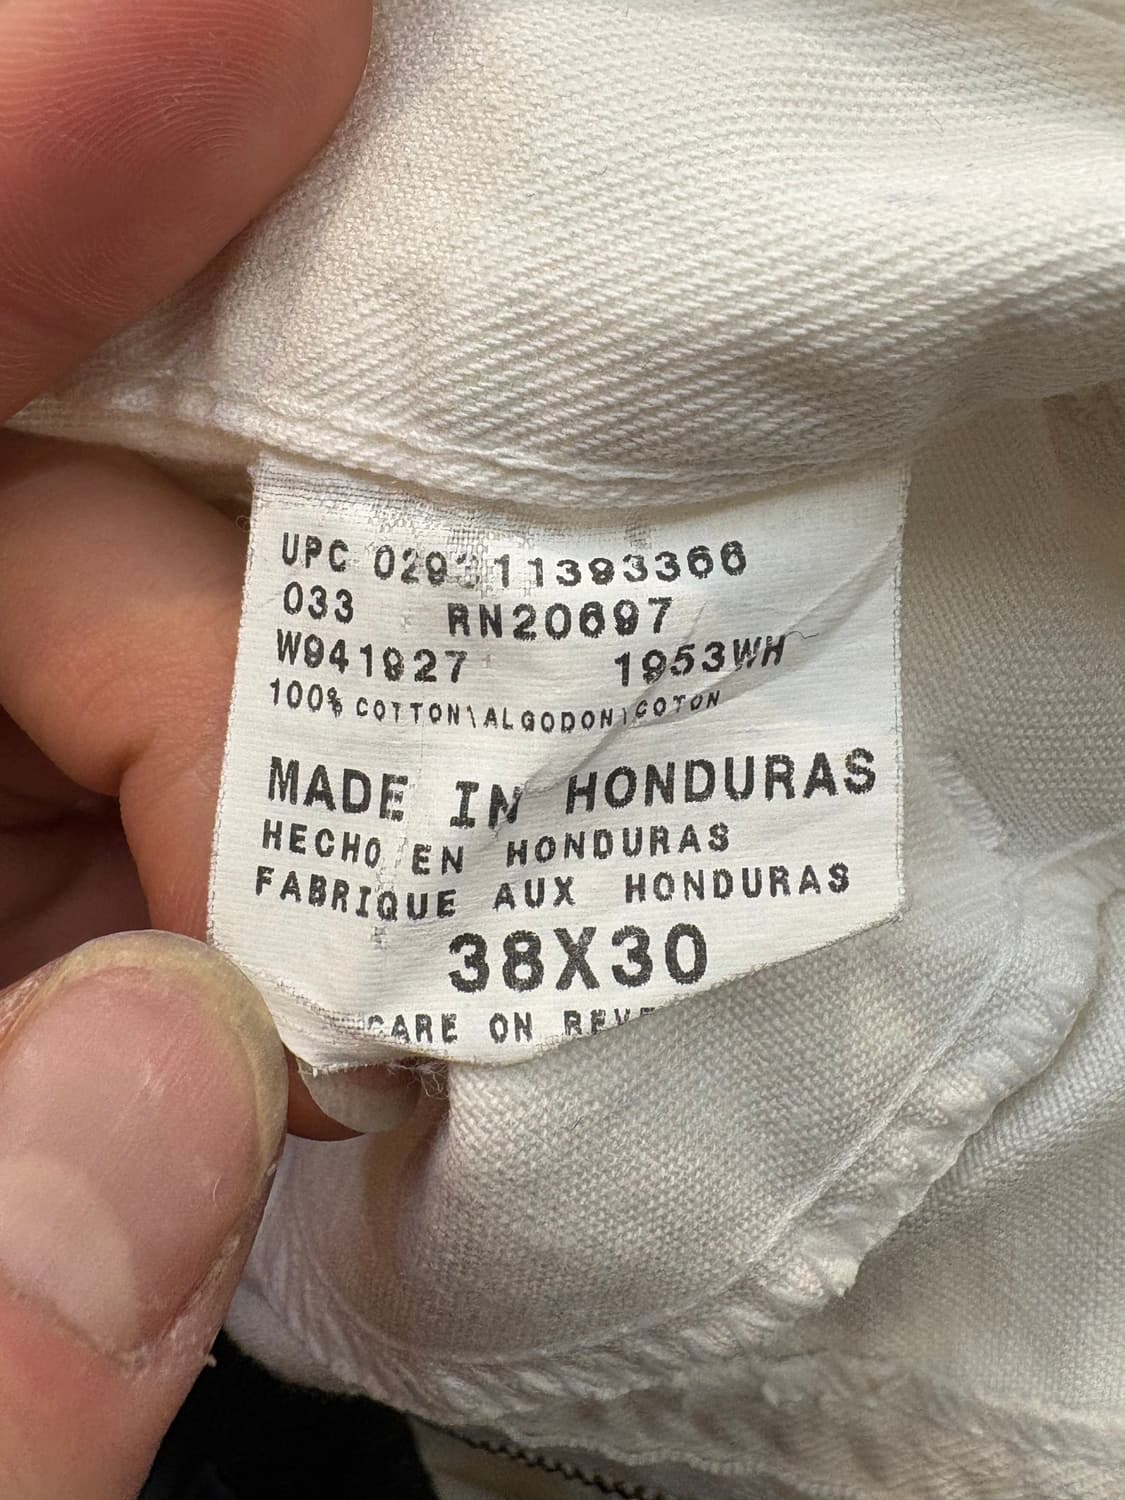 UPC 029311393366
033 RN20697
W941927 1953WH
100% COTTON\ALGODON\COTON
MADE IN HONDURAS
HECHO EN HONDURAS
FABRIQUE AUX HONDURAS
38X30
CARE ON